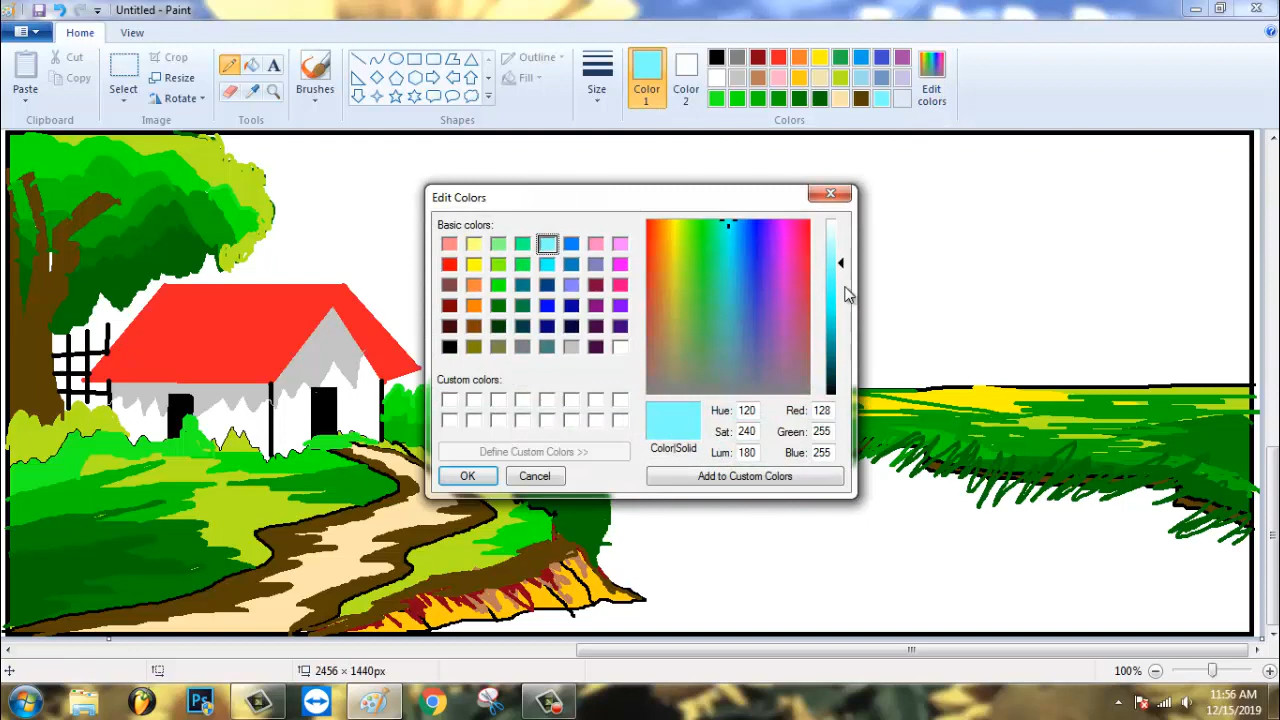 Untitled - Paint
Home
View
Paste
Cut
Copy
Clipboard
Select
Crop
Resize
Rotate
Image
A
Tools
Brushes
Outline
Fill
Shapes
Size
Color 1
Color 2
Edit colors
Colors
Edit Colors
Basic colors:
Custom colors:
Define Custom Colors >>
OK
Cancel
Color|Solid
Hue: 120
Sat: 240
Lum: 180
Red: 128
Green: 255
Blue: 255
Add to Custom Colors
2456 × 1440px
100%
Ps
11:56 AM
12/15/2019